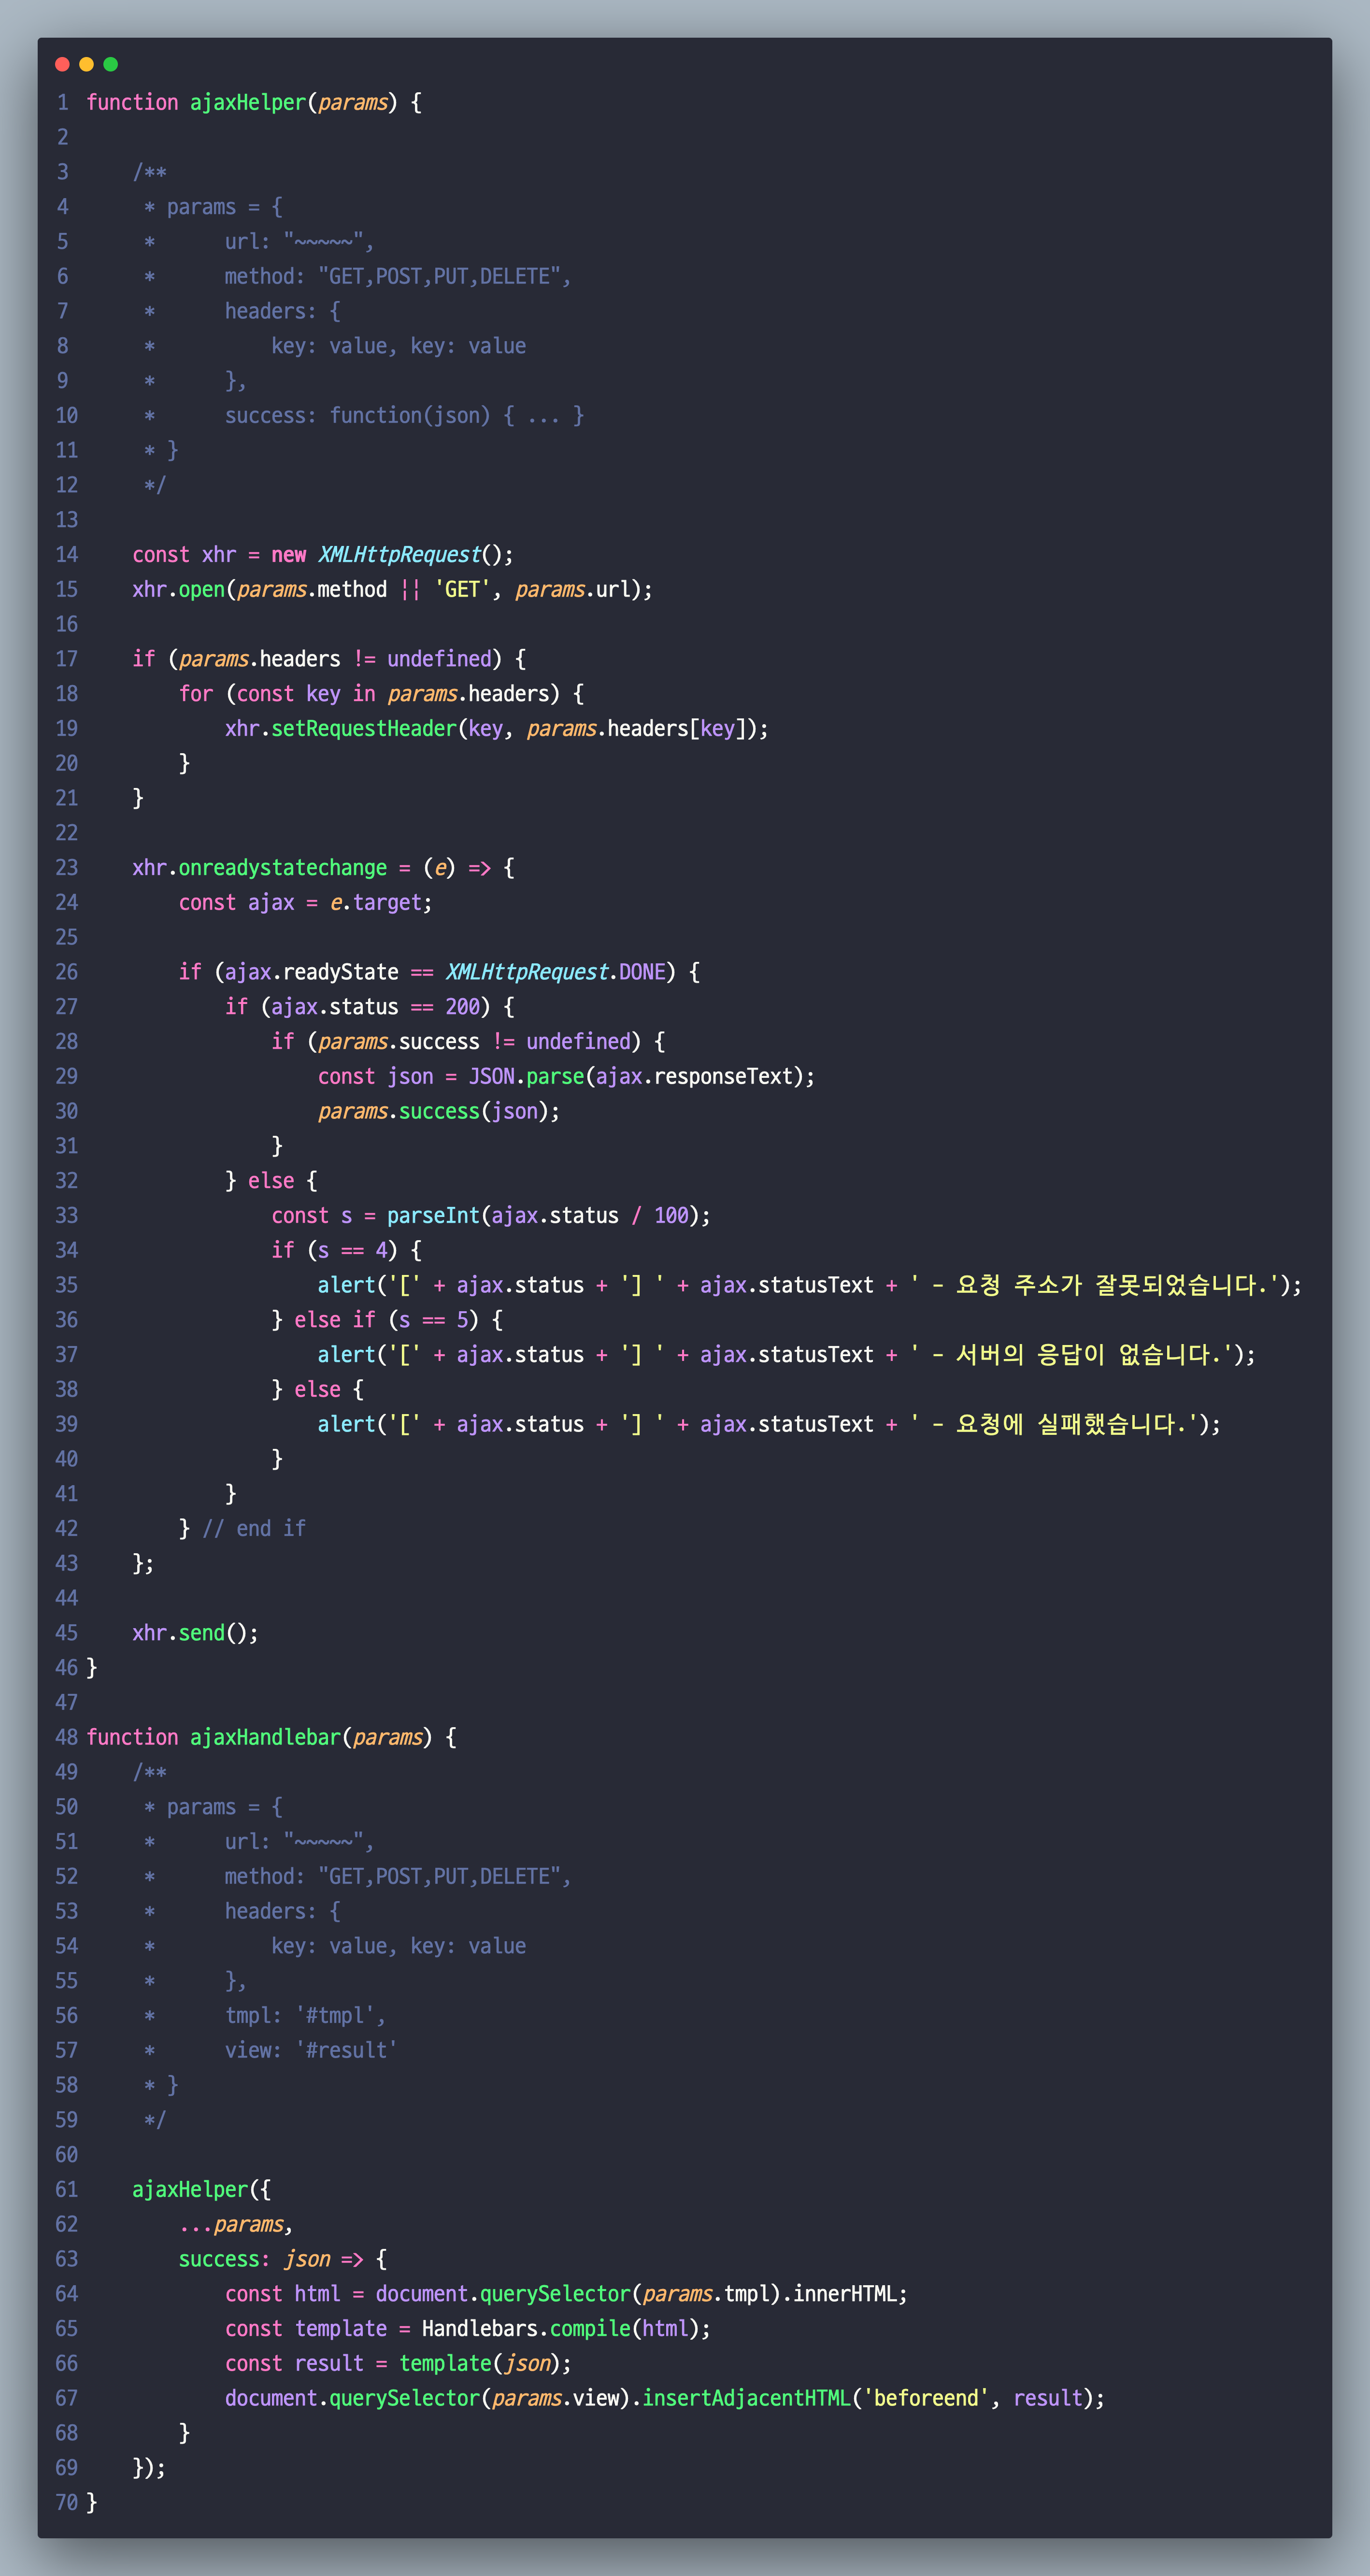 1 function ajaxHelper(params) {
2
3     /**
4      * params = {
5      *      url: "~~~~~",
6      *      method: "GET,POST,PUT,DELETE",
7      *      headers: {
8      *          key: value, key: value
9      *      },
10      *      success: function(json) { ... }
11      * }
12      */
13
14     const xhr = new XMLHttpRequest();
15     xhr.open(params.method || 'GET', params.url);
16
17     if (params.headers != undefined) {
18         for (const key in params.headers) {
19             xhr.setRequestHeader(key, params.headers[key]);
20         }
21     }
22
23     xhr.onreadystatechange = (e) => {
24         const ajax = e.target;
25
26         if (ajax.readyState == XMLHttpRequest.DONE) {
27             if (ajax.status == 200) {
28                 if (params.success != undefined) {
29                     const json = JSON.parse(ajax.responseText);
30                     params.success(json);
31                 }
32             } else {
33                 const s = parseInt(ajax.status / 100);
34                 if (s == 4) {
35                     alert('[' + ajax.status + '] ' + ajax.statusText + ' - 요청 주소가 잘못되었습니다.');
36                 } else if (s == 5) {
37                     alert('[' + ajax.status + '] ' + ajax.statusText + ' - 서버의 응답이 없습니다.');
38                 } else {
39                     alert('[' + ajax.status + '] ' + ajax.statusText + ' - 요청에 실패했습니다.');
40                 }
41             }
42         } // end if
43     };
44
45     xhr.send();
46 }
47
48 function ajaxHandlebar(params) {
49     /**
50      * params = {
51      *      url: "~~~~~",
52      *      method: "GET,POST,PUT,DELETE",
53      *      headers: {
54      *          key: value, key: value
55      *      },
56      *      tmpl: '#tmpl',
57      *      view: '#result'
58      * }
59      */
60
61     ajaxHelper({
62         ...params,
63         success: json => {
64             const html = document.querySelector(params.tmpl).innerHTML;
65             const template = Handlebars.compile(html);
66             const result = template(json);
67             document.querySelector(params.view).insertAdjacentHTML('beforeend', result);
68         }
69     });
70 }